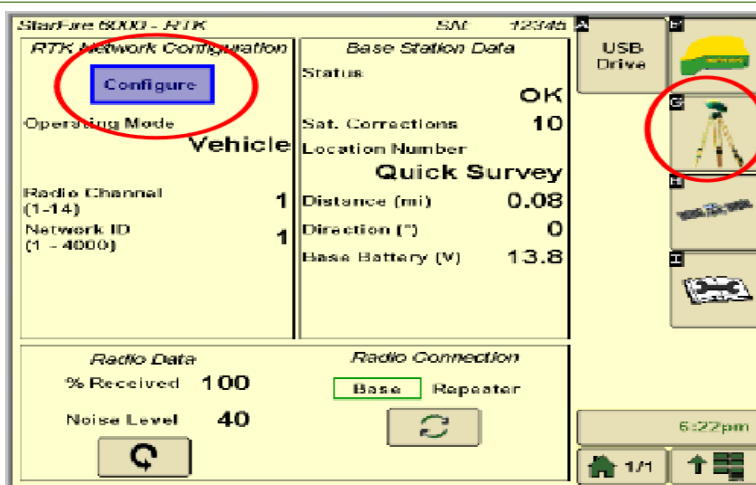 StarFire 6000 - RTK
SN: 12345
RTK Network Configuration
Configure
Operating Mode
Vehicle
Radio Channel
(1-14)
1
Network ID
(1 - 4000)
1
Base Station Data
Status
OK
Sat. Corrections
10
Location Number
Quick Survey
Distance (mi)
0.08
Direction (°)
0
Base Battery (V)
13.8
Radio Data
% Received 100
Noise Level 40
Radio Connection
Base Repeater
A
USB
Drive
F
G
H
I
6:22pm
1/1